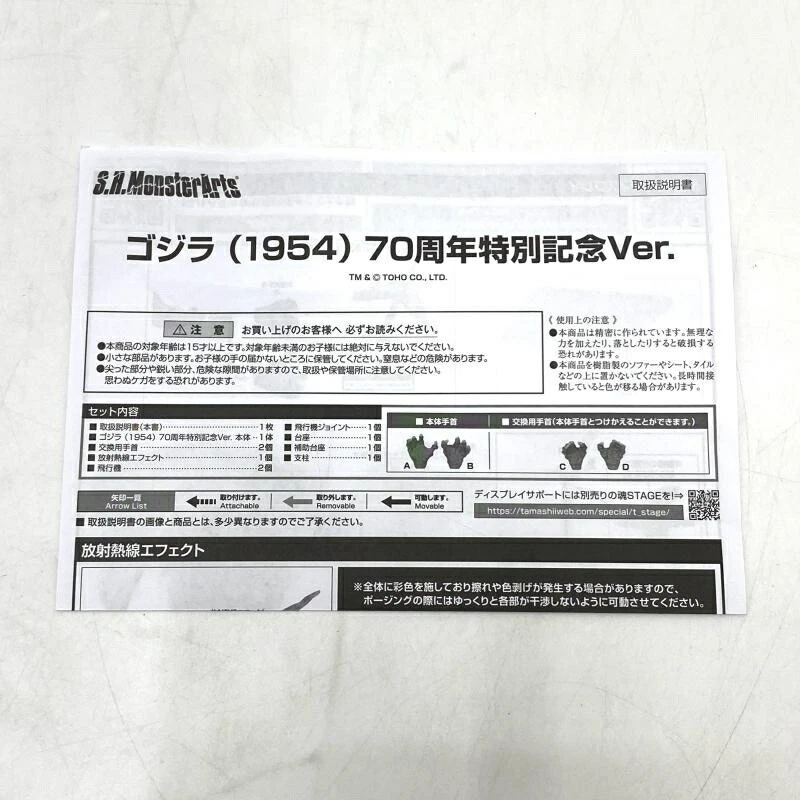 S.H.MonsterArts
取扱説明書
ゴジラ（1954）70周年特別記念Ver.
TM & © TOHO CO., LTD.
⚠注 意 お買い上げのお客様へ 必ずお読みください。
●本商品の対象年齢は15才以上です。対象年齢未満のお子様には絶対に与えないでください。
●小さな部品があります。お子様の手の届かないところに保管してください。窒息などの危険があります。
●尖った部分や鋭い部分、危険な隙間がありますので、取扱や保管場所に注意してください。
思わぬケガをする恐れがあります。
《 使用上の注意 》
●本商品は精密に作られています。無理な
力を加えたり、落としたりすると破損する
恐れがあります。
●本商品を樹脂製のソファーやシート、タイル
などの上に置かないでください。長時間接
触していると色が移る場合があります。
セット内容
■ 取扱説明書（本書）……1枚
■ ゴジラ（1954）70周年特別記念Ver. 本体…1体
■ 交換用手首……2個
■ 放射熱線エフェクト……1個
■ 飛行機……2個
■ 飛行機ジョイント……1個
■ 台座……1個
■ 補助台座……1個
■ 支柱……1個
■ 本体手首
A B
■ 交換用手首（本体手首とつけかえることができます。）
C D
矢印一覧
Arrow List
取り付けます。
Attachable
取り外します。
Removable
可動します。
Movable
ディスプレイサポートには別売りの魂STAGEを!⇒
https://tamashiiweb.com/special/t_stage/
■ 取扱説明書の画像と商品とは、多少異なりますのでご了承ください。
放射熱線エフェクト
※全体に彩色を施しており擦れや色剥げが発生する場合がありますので、
ポージングの際にはゆっくりと各部が干渉しないように可動させてください。